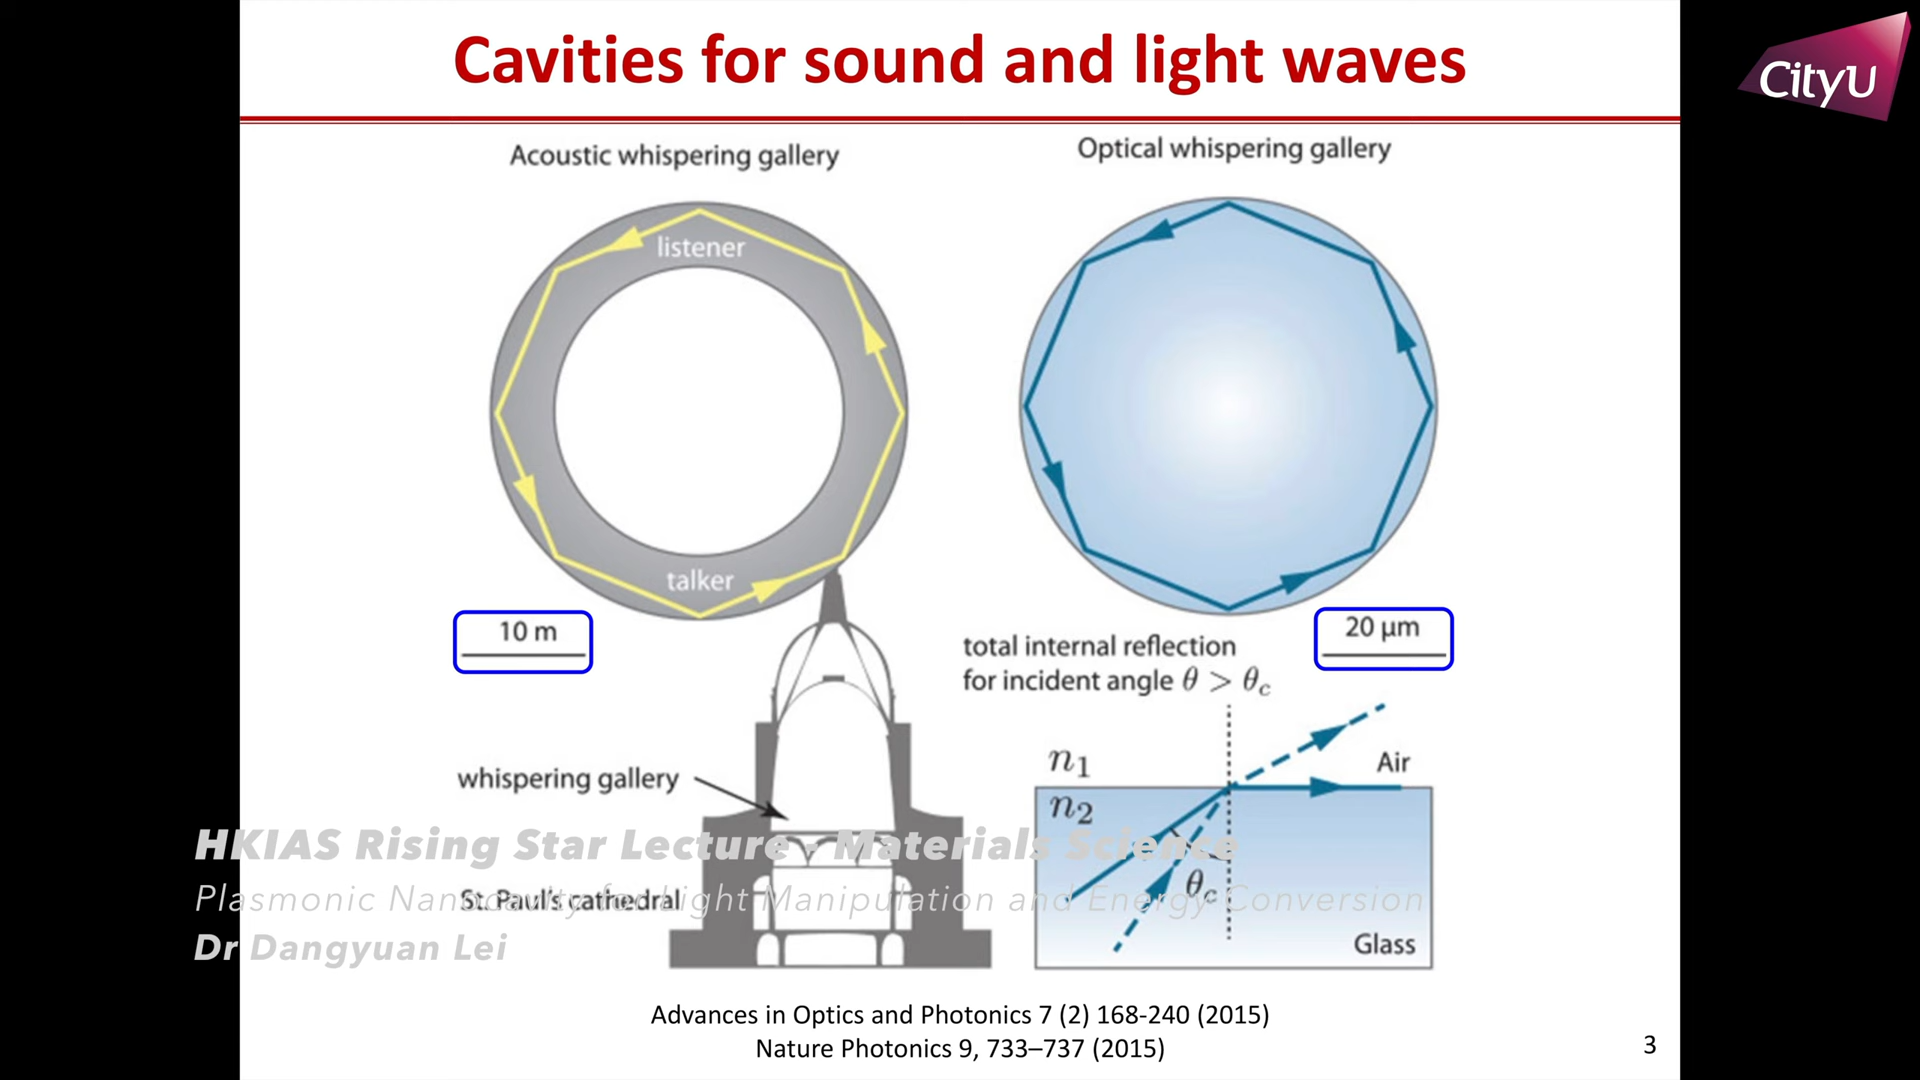 Cavities for sound and light waves
CityU
Acoustic whispering gallery
Optical whispering gallery
listener
talker
10 m
20 µm
total internal reflection
for incident angle θ > θc
whispering gallery
n1
Air
n2
θc
Glass
St. Paul's cathedral
HKIAS Rising Star Lecture - Materials Science
Plasmonic Nanocavity for Light Manipulation and Energy Conversion
Dr Dangyuan Lei
Advances in Optics and Photonics 7 (2) 168-240 (2015)
Nature Photonics 9, 733–737 (2015)
3